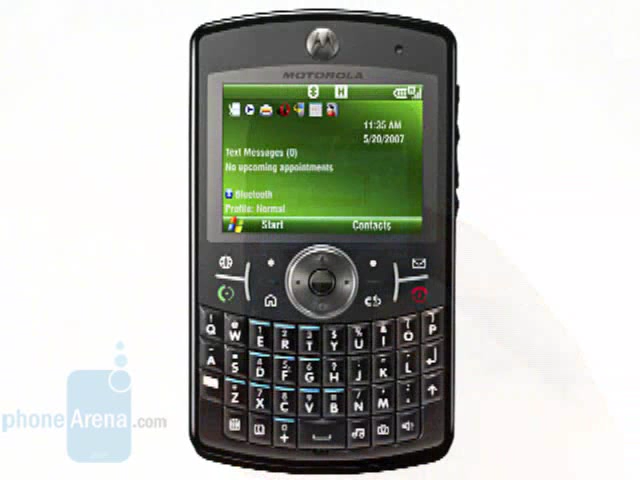 MOTOROLA
H
11:35 AM
5/20/2007
Text Messages (0)
No upcoming appointments
Bluetooth
Profile: Normal
Start Contacts
Q W E R T Y U I O P
A S D F G H J K L
Z X C V B N M
phoneArena.com